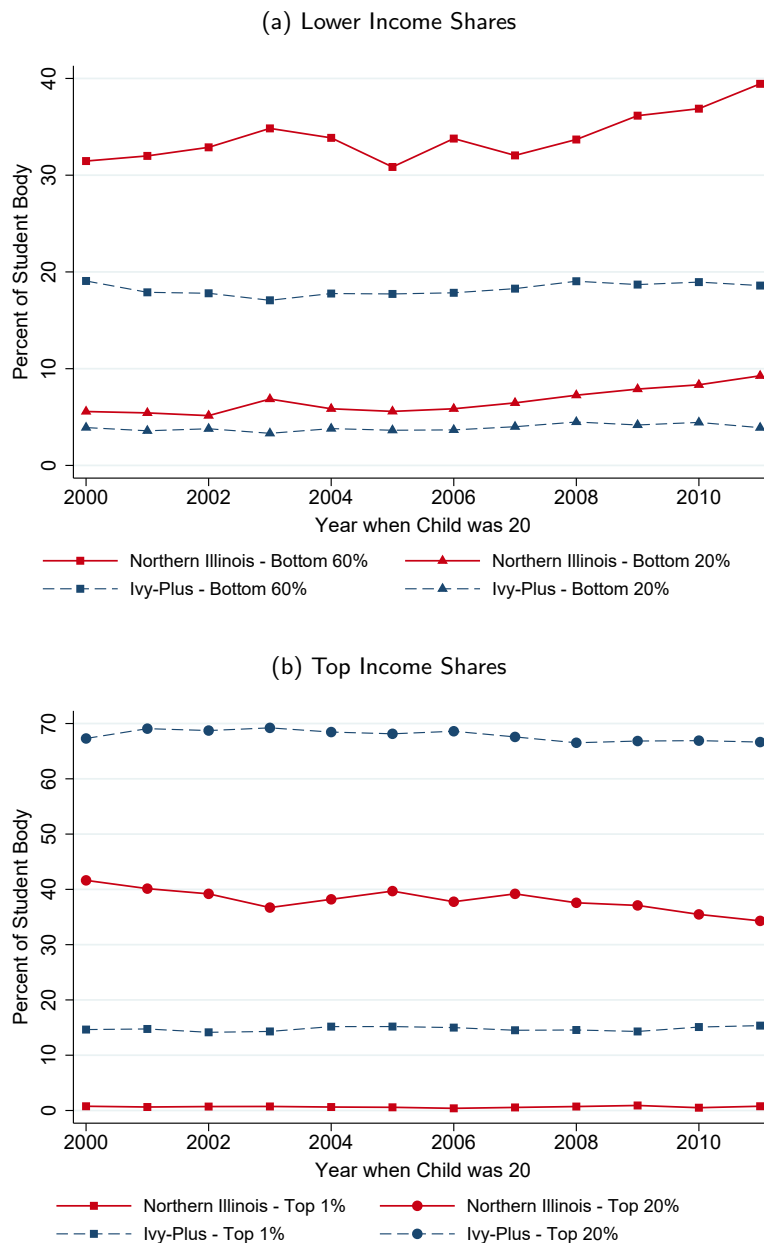 (a) Lower Income Shares
Percent of Student Body
40
30
20
10
0
2000 2002 2004 2006 2008 2010
Year when Child was 20
Northern Illinois - Bottom 60% Northern Illinois - Bottom 20%
Ivy-Plus - Bottom 60% Ivy-Plus - Bottom 20%
(b) Top Income Shares
Percent of Student Body
70
60
50
40
30
20
10
0
2000 2002 2004 2006 2008 2010
Year when Child was 20
Northern Illinois - Top 1% Northern Illinois - Top 20%
Ivy-Plus - Top 1% Ivy-Plus - Top 20%